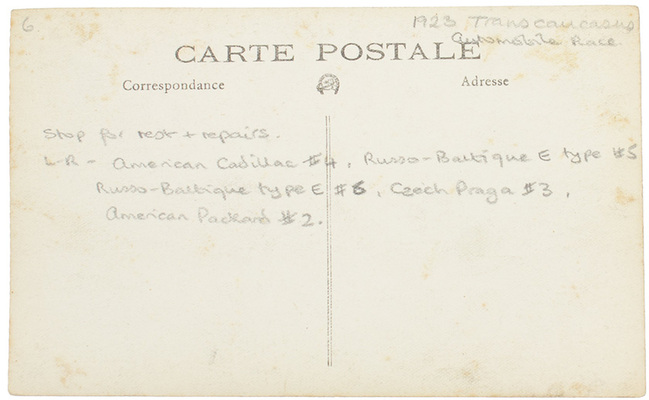 6
1923 Transcaucasus
Automobile Race.
CARTE POSTALE
Correspondance
Adresse
Stop for rest + repairs.
L-R - American Cadillac #4, Russo-Baltique E type #5
Russo-Baltique type E #6, Czech Praga #3,
American Packard #2.